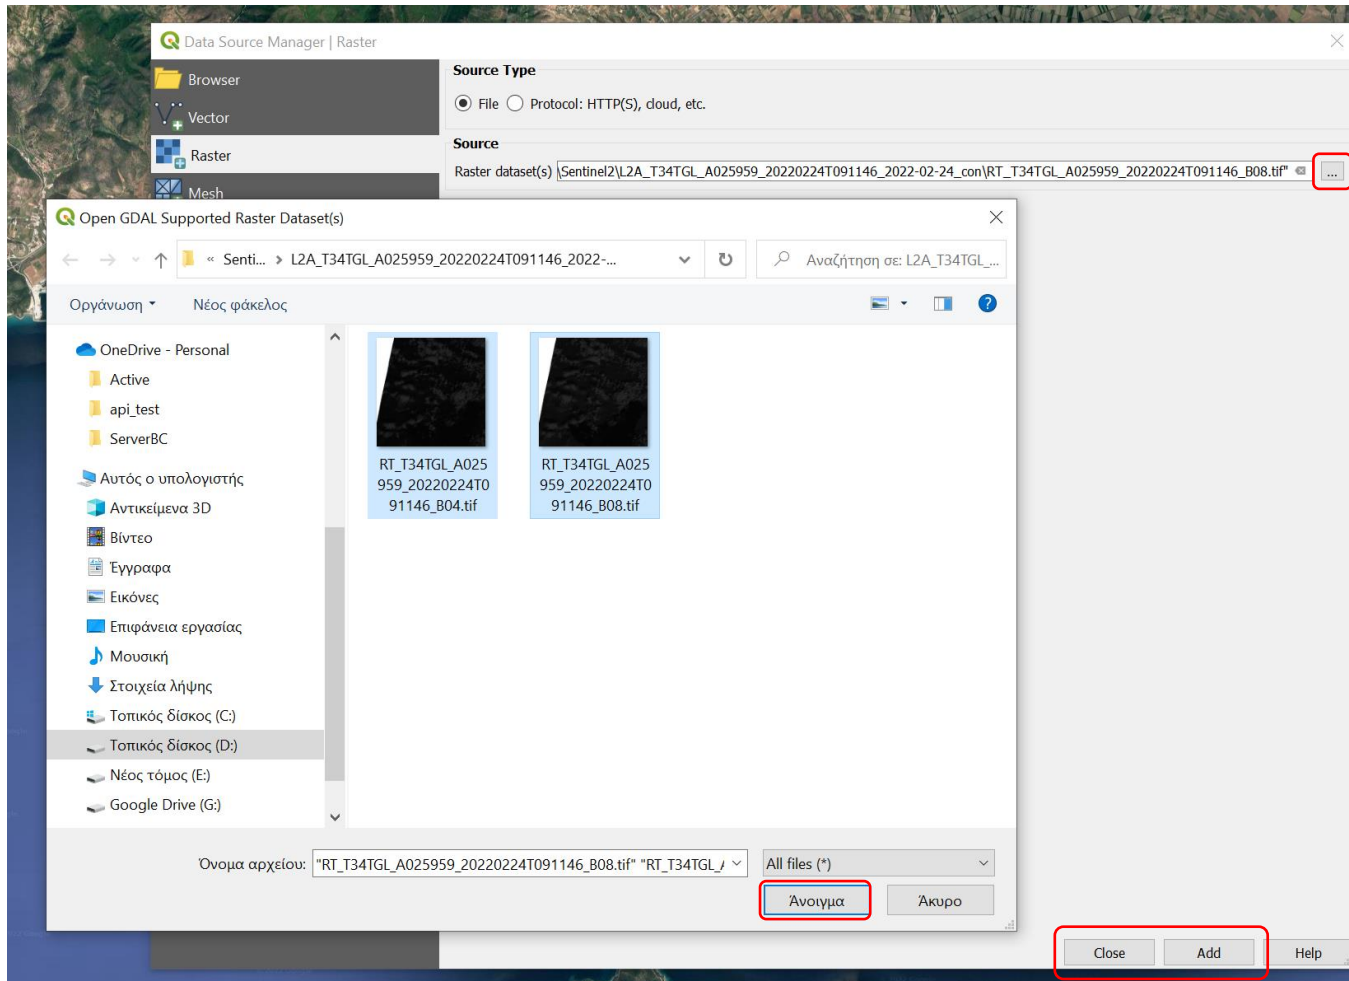 Data Source Manager | Raster
Browser
Vector
Raster
Mesh
Source Type
File
Protocol: HTTP(S), cloud, etc.
Source
Raster dataset(s)
\Sentinel2\L2A_T34TGL_A025959_20220224T091146_2022-02-24_con\RT_T34TGL_A025959_20220224T091146_B08.tif"
...
Open GDAL Supported Raster Dataset(s)
« Senti... › L2A_T34TGL_A025959_20220224T091146_2022-...
Αναζήτηση σε: L2A_T34TGL_...
Οργάνωση
Νέος φάκελος
OneDrive - Personal
Active
api_test
ServerBC
Αυτός ο υπολογιστής
Αντικείμενα 3D
Βίντεο
Έγγραφα
Εικόνες
Επιφάνεια εργασίας
Μουσική
Στοιχεία λήψης
Τοπικός δίσκος (C:)
Τοπικός δίσκος (D:)
Νέος τόμος (E:)
Google Drive (G:)
RT_T34TGL_A025
959_20220224T0
91146_B04.tif
RT_T34TGL_A025
959_20220224T0
91146_B08.tif
Όνομα αρχείου:
"RT_T34TGL_A025959_20220224T091146_B08.tif" "RT_T34TGL_
All files (*)
Άνοιγμα
Άκυρο
Close
Add
Help